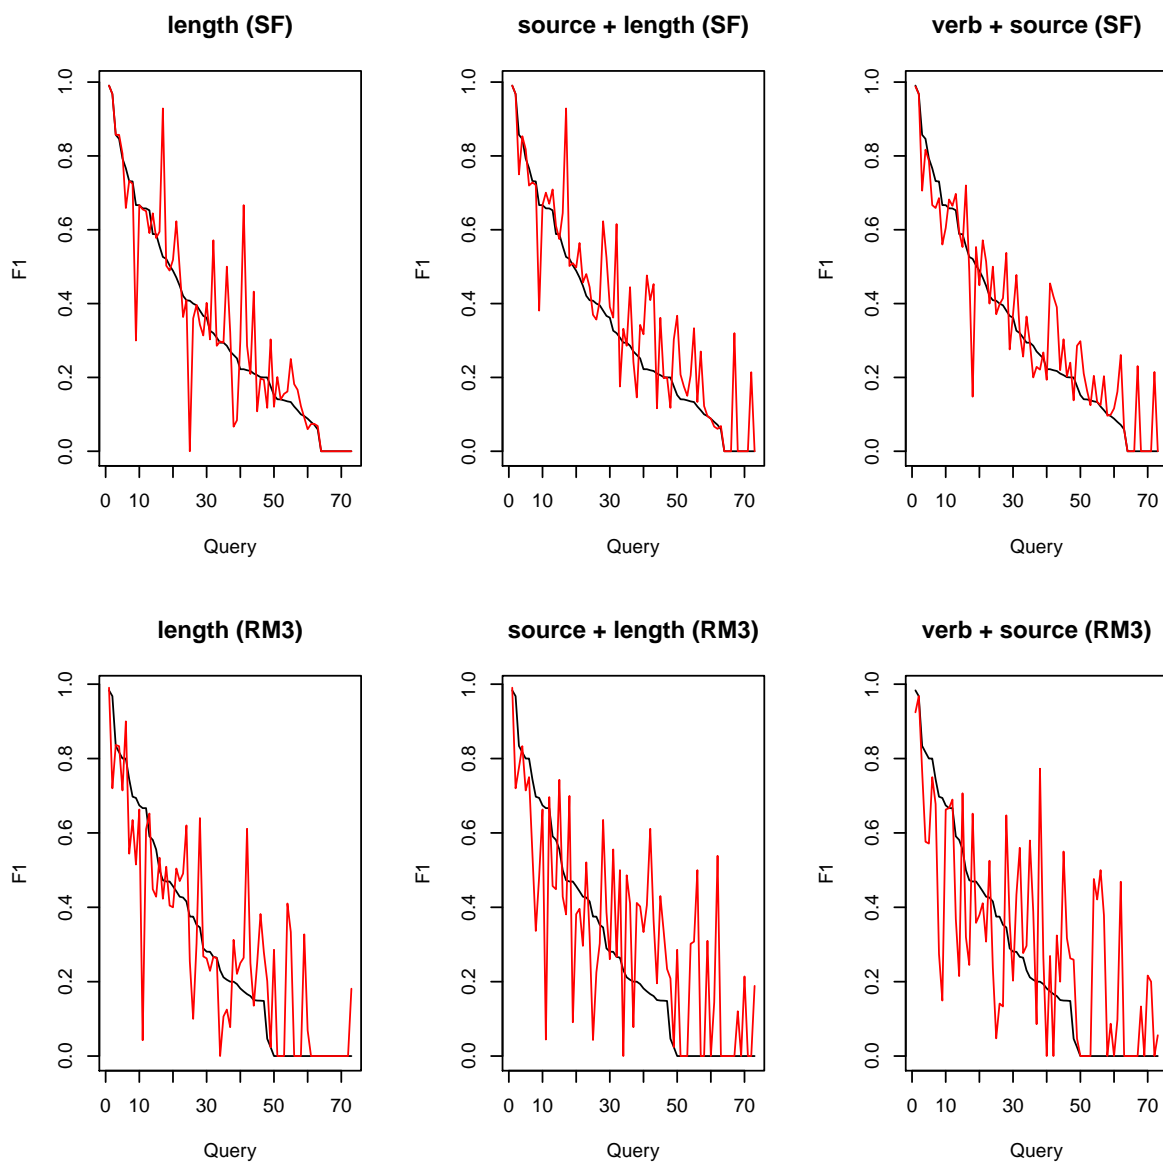 length (SF)
F1
0.0 0.2 0.4 0.6 0.8 1.0
0 10 30 50 70
Query
source + length (SF)
F1
0.0 0.2 0.4 0.6 0.8 1.0
0 10 30 50 70
Query
verb + source (SF)
F1
0.0 0.2 0.4 0.6 0.8 1.0
0 10 30 50 70
Query
length (RM3)
F1
0.0 0.2 0.4 0.6 0.8 1.0
0 10 30 50 70
Query
source + length (RM3)
F1
0.0 0.2 0.4 0.6 0.8 1.0
0 10 30 50 70
Query
verb + source (RM3)
F1
0.0 0.2 0.4 0.6 0.8 1.0
0 10 30 50 70
Query